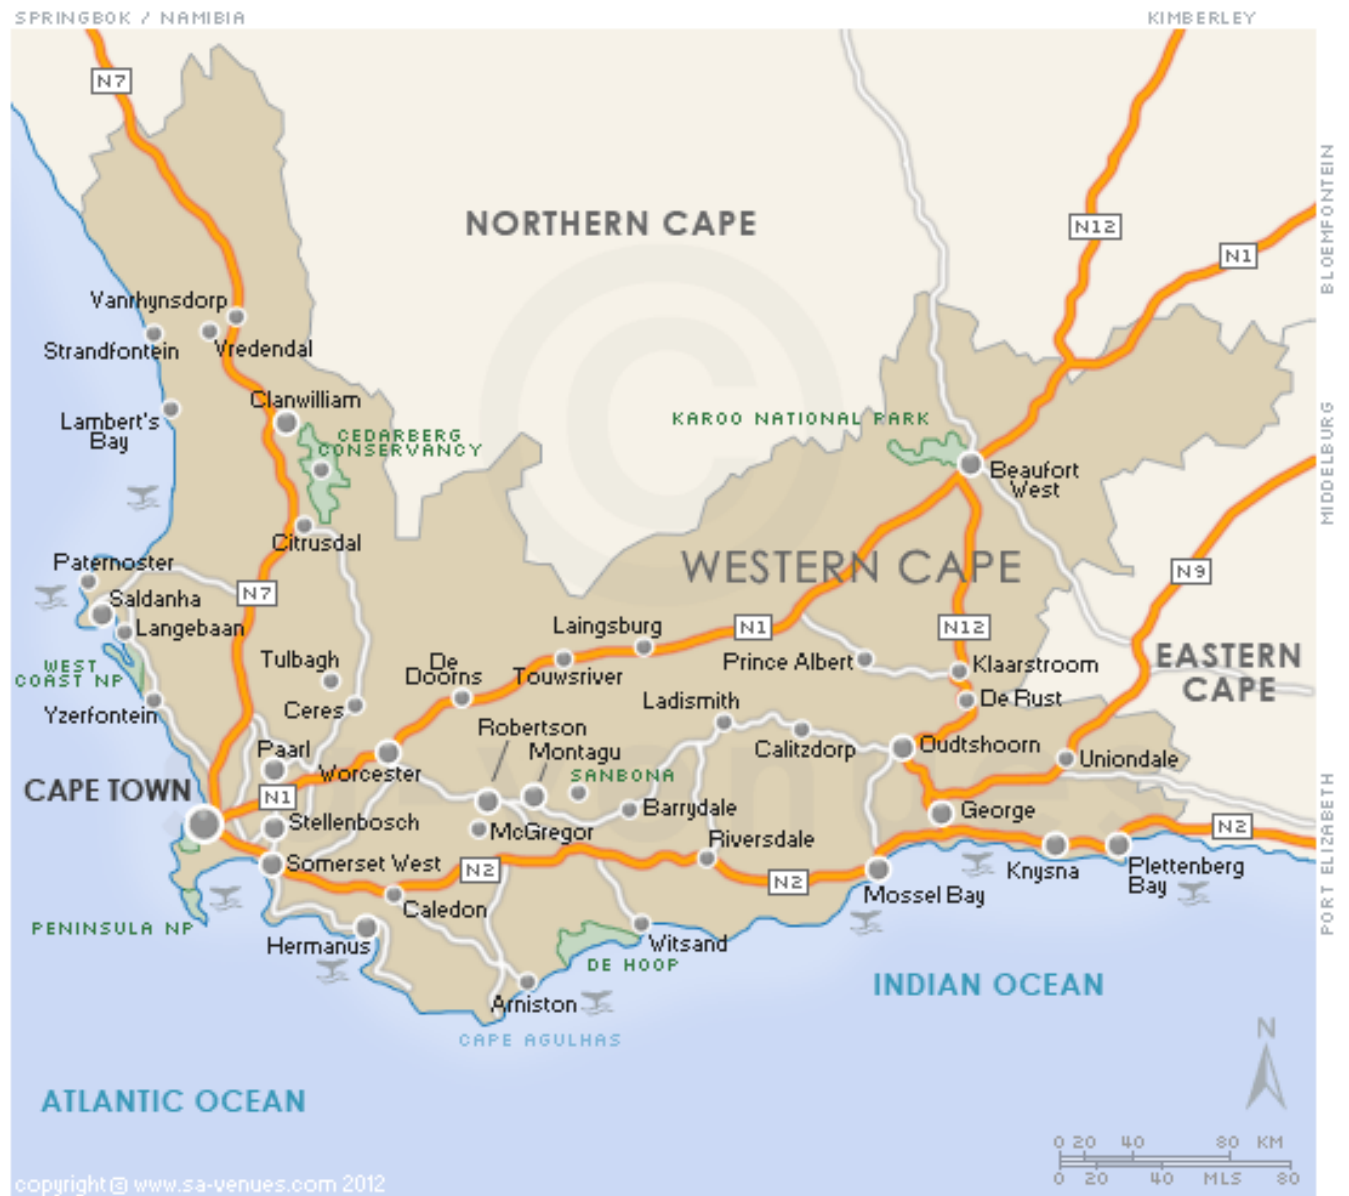 SPRINGBOK / NAMIBIA
KIMBERLEY
N7
BLOEMFONTEIN
NORTHERN CAPE
N12
N1
Vanrhynsdorp
Strandfontein
Vredendal
Clanwilliam
Lambert's
Bay
CEDARBERG
CONSERVANCY
KAROO NATIONAL PARK
MIDDELBURG
Beaufort
West
Citrusdal
Paternoster
WESTERN CAPE
N9
Saldanha
N7
Langebaan
Laingsburg
N1
N12
EASTERN
CAPE
WEST
COAST NP
Tulbagh
De
Doorns
Touwsriver
Prince Albert
Klaarstroom
Yzerfontein
Ceres
Ladismith
De Rust
Robertson
Montagu
Calitzdorp
Oudtshoorn
Uniondale
Paarl
Worcester
SANBONA
CAPE TOWN
N1
Barrydale
George
PORT ELIZABETH
Stellenbosch
McGregor
Riversdale
N2
Somerset West
N2
N2
Knysna
Plettenberg
Bay
Mossel Bay
Caledon
PENINSULA NP
Hermanus
Witsand
DE HOOP
INDIAN OCEAN
Arniston
CAPE AGULHAS
N
ATLANTIC OCEAN
0 20 40 80 KM
0 20 40 MLS 80
copyright © www.sa-venues.com 2012